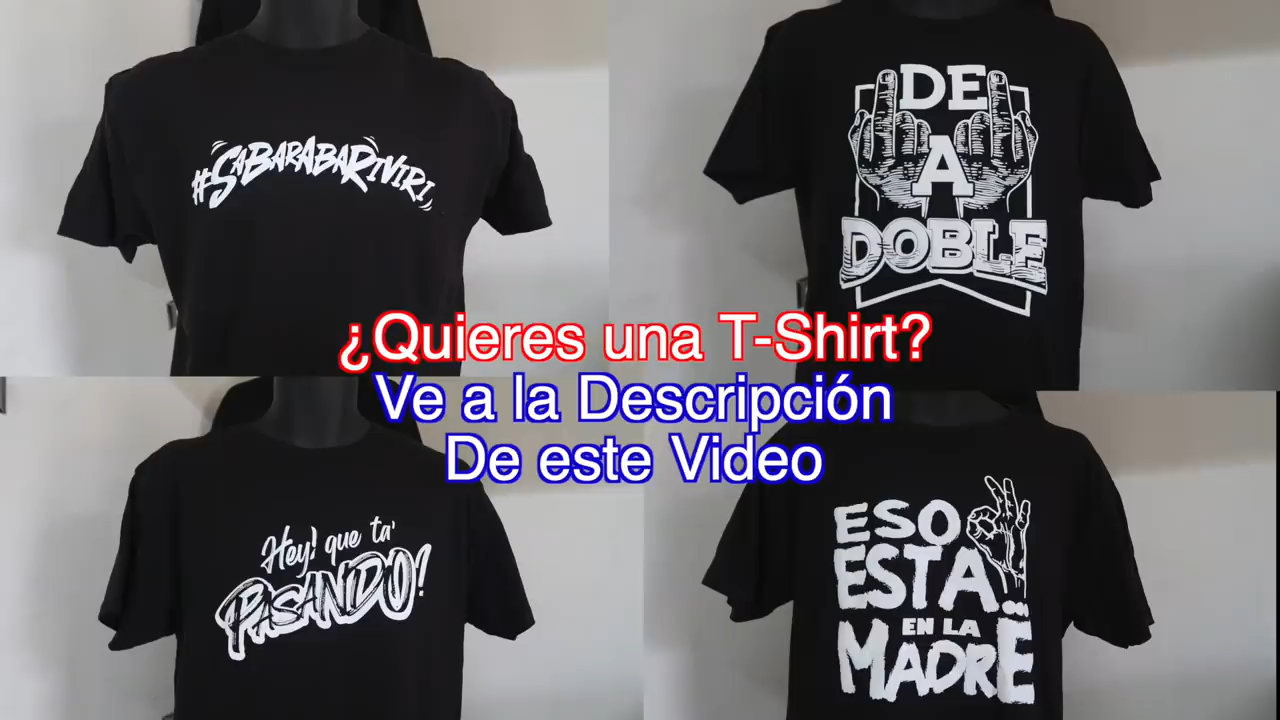 #SABARABARIVIRI
DE
A
DOBLE
¿Quieres una T-Shirt?
Ve a la Descripción
De este Video
Hey! que ta'
PASANDO!
ESO
ESTA...
EN LA
MADRE